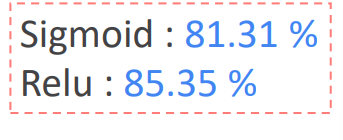 Sigmoid : 81.31 %
Relu : 85.35 %